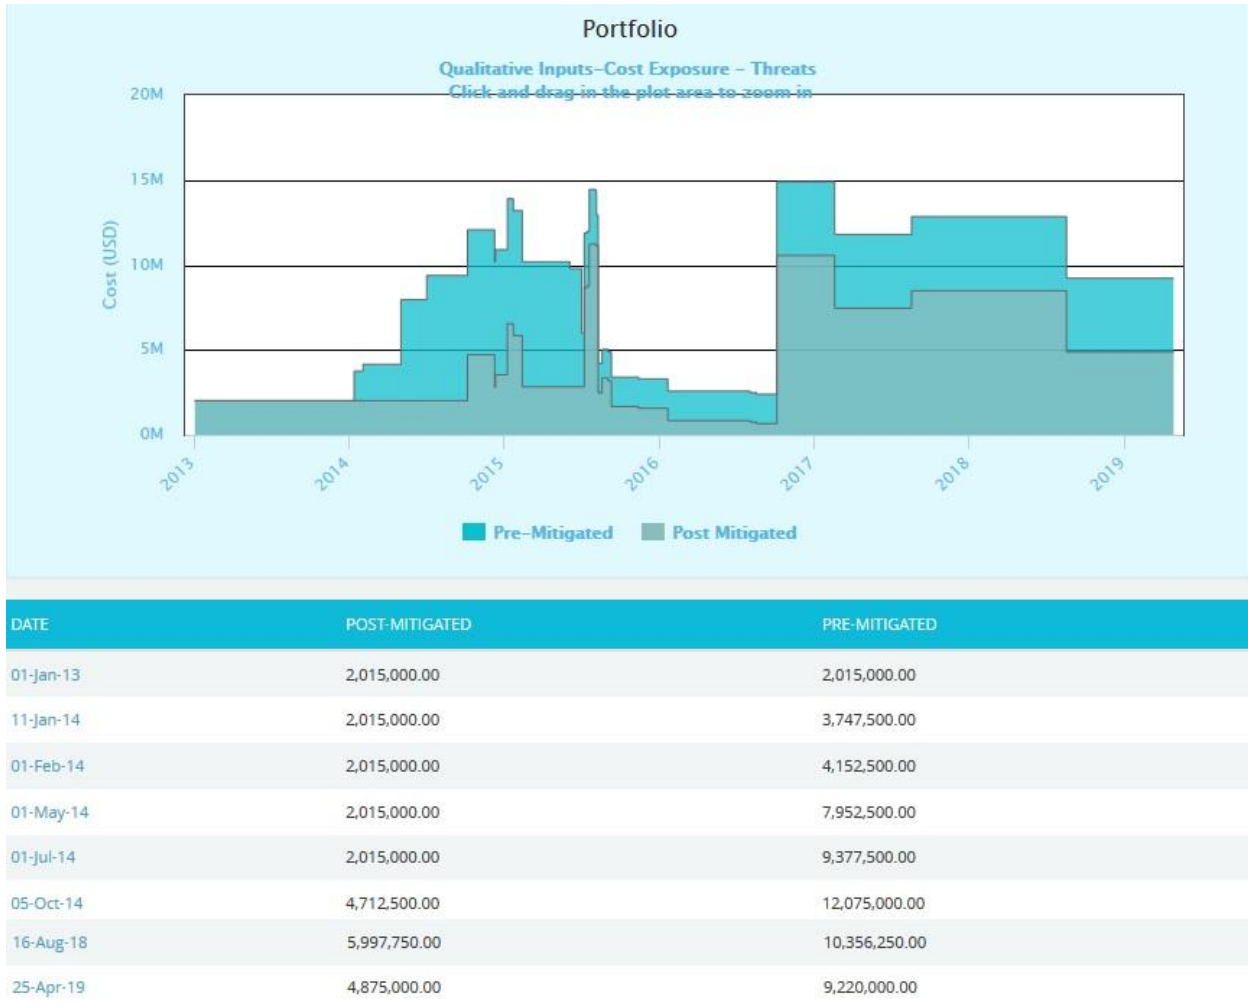 Portfolio
Qualitative Inputs-Cost Exposure - Threats
Click and drag in the plot area to zoom in
20M
15M
10M
5M
0M
Cost (USD)
2013 2014 2015 2016 2017 2018 2019
Pre-Mitigated Post Mitigated
DATE POST-MITIGATED PRE-MITIGATED
01-Jan-13 2,015,000.00 2,015,000.00
11-Jan-14 2,015,000.00 3,747,500.00
01-Feb-14 2,015,000.00 4,152,500.00
01-May-14 2,015,000.00 7,952,500.00
01-Jul-14 2,015,000.00 9,377,500.00
05-Oct-14 4,712,500.00 12,075,000.00
16-Aug-18 5,997,750.00 10,356,250.00
25-Apr-19 4,875,000.00 9,220,000.00